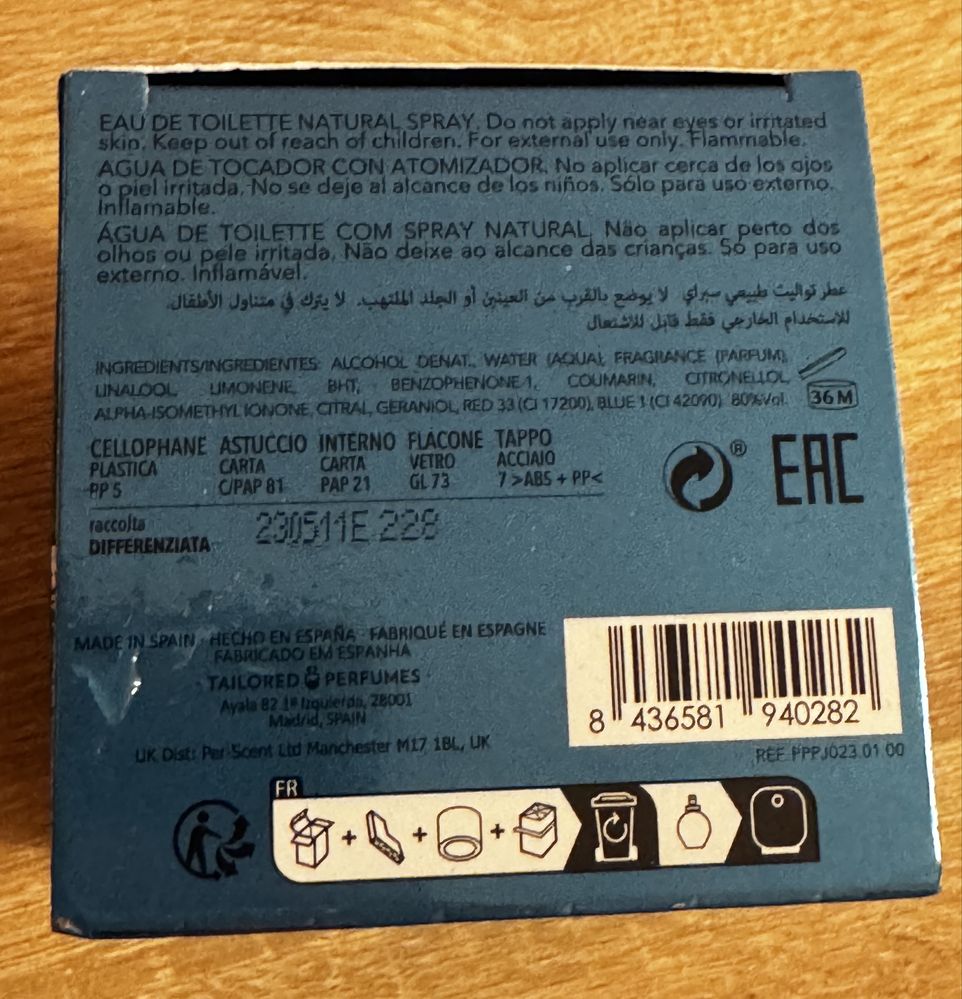 EAU DE TOILETTE NATURAL SPRAY. Do not apply near eyes or irritated
skin. Keep out of reach of children. For external use only. Flammable.
AGUA DE TOCADOR CON ATOMIZADOR. No aplicar cerca de los ojos
o piel irritada. No se deje al alcance de los niños. Sólo para uso externo.
Inflamable.
ÁGUA DE TOILETTE COM SPRAY NATURAL. Não aplicar perto dos
olhos ou pele irritada. Não deixe ao alcance das crianças. Só para uso
externo. Inflamável.
عطر تواليت طبيعي سبراي لا يوضع بالقرب من العينين أو الجلد الملتهب. لا يترك في متناول الأطفال.
للاستخدام الخارجي فقط قابل للاشتعال
INGREDIENTS/INGREDIENTES: ALCOHOL DENAT., WATER (AQUA), FRAGRANCE (PARFUM),
LINALOOL, LIMONENE, BHT, BENZOPHENONE-1, COUMARIN, CITRONELLOL,
ALPHA-ISOMETHYL IONONE, CITRAL, GERANIOL, RED 33 (CI 17200), BLUE 1 (CI 42090) 80%Vol.
36 M
CELLOPHANE ASTUCCIO INTERNO FLACONE TAPPO
PLASTICA CARTA CARTA VETRO ACCIAIO
PP 5 C/PAP 81 PAP 21 GL 73 7 >ABS + PP<
® EAC
raccolta
DIFFERENZIATA
230511E 228
MADE IN SPAIN · HECHO EN ESPAÑA · FABRIQUÉ EN ESPAGNE
FABRICADO EM ESPANHA
TAILORED PERFUMES
Ayala 82 1º Izquierda, 28001
Madrid, SPAIN
UK Dist: Per-Scent Ltd Manchester M17 1BL, UK
8 436581 940282
REF. PPPJ023.01 00
FR